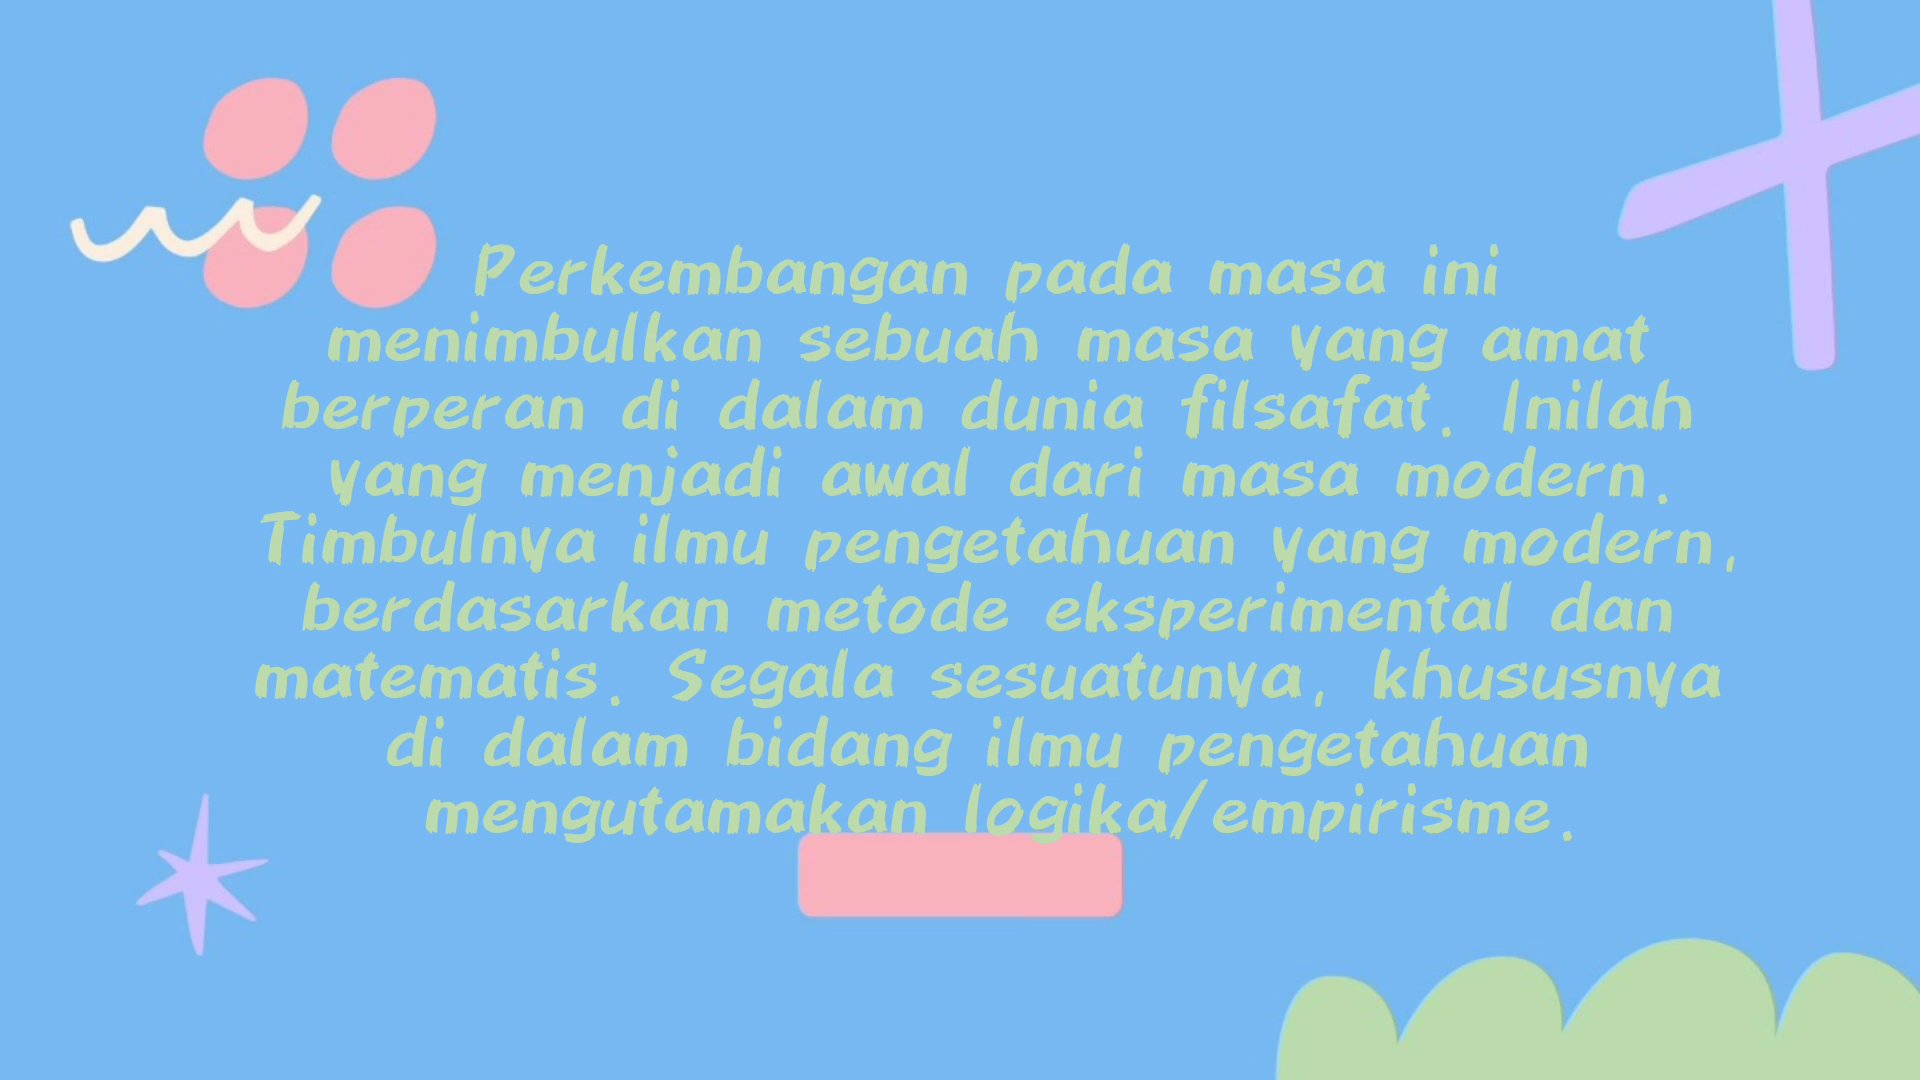 Perkembangan pada masa ini
menimbulkan sebuah masa yang amat
berperan di dalam dunia filsafat. Inilah
yang menjadi awal dari masa modern.
Timbulnya ilmu pengetahuan yang modern,
berdasarkan metode eksperimental dan
matematis. Segala sesuatunya, khususnya
di dalam bidang ilmu pengetahuan
mengutamakan logika/empirisme.